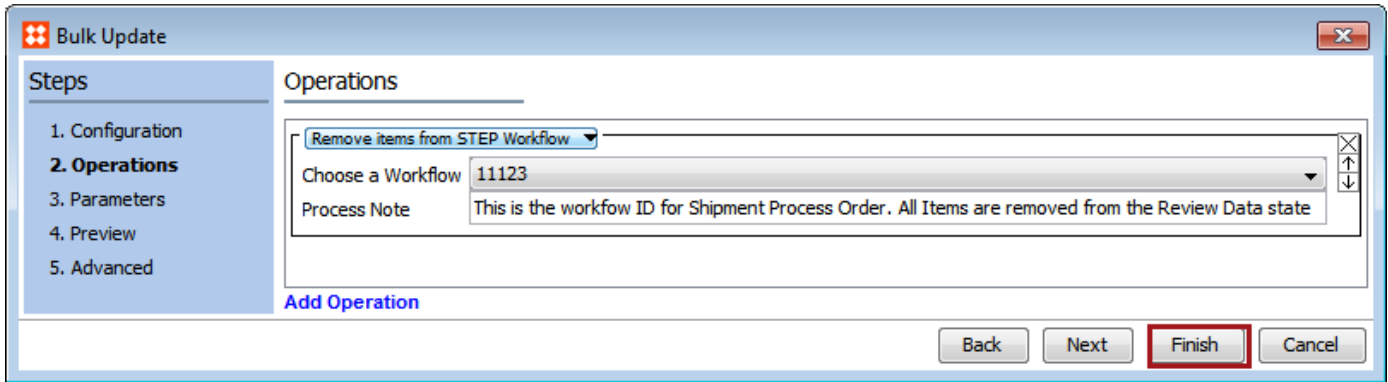 Bulk Update
Steps
1. Configuration
2. Operations
3. Parameters
4. Preview
5. Advanced
Operations
Remove items from STEP Workflow
Choose a Workflow 11123
Process Note This is the workfow ID for Shipment Process Order. All Items are removed from the Review Data state
Add Operation
Back Next Finish Cancel